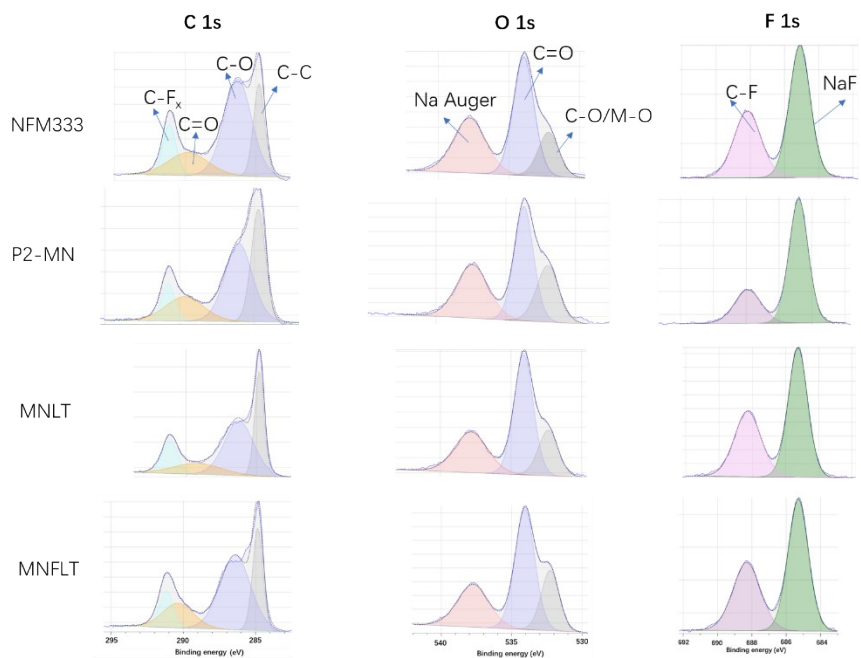 C 1s
O 1s
F 1s
NFM333
C-Fₓ
C=O
C-O
C-C
Na Auger
C=O
C-O/M-O
C-F
NaF
P2-MN
MNLT
MNFLT
295 290 285
Binding energy (eV)
540 535 530
Binding energy (eV)
692 690 688 686 684
Binding energy (eV)